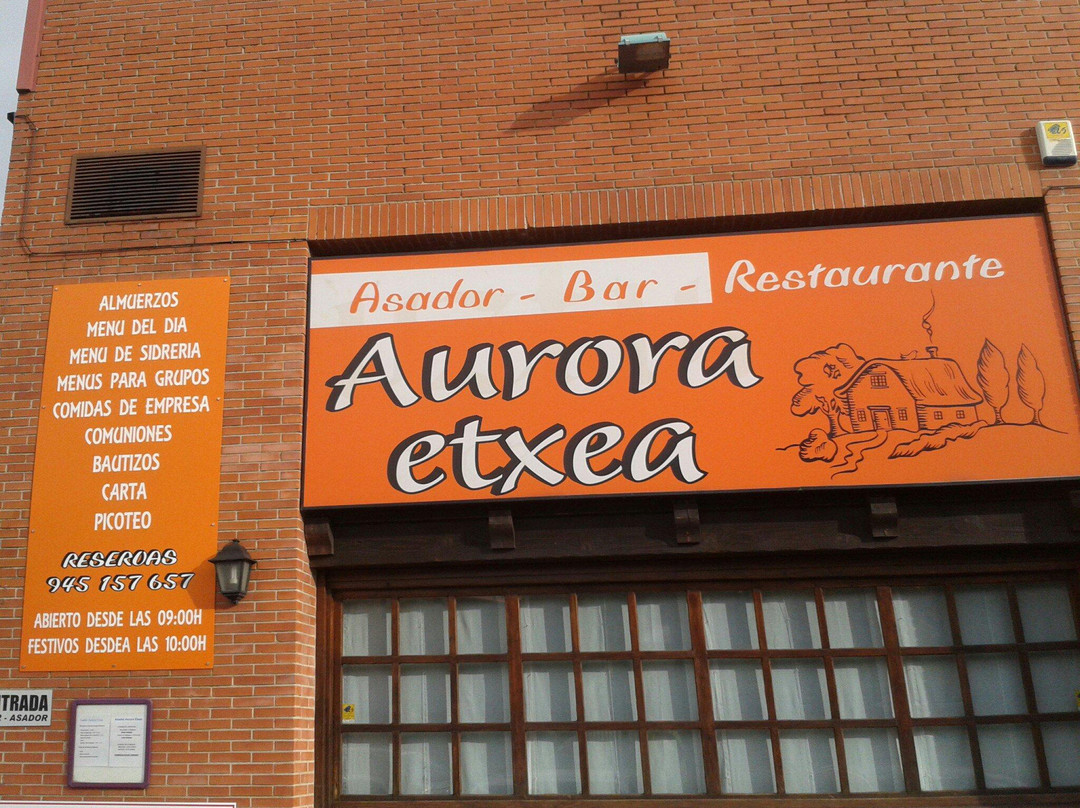 Asador - Bar - Restaurante
Aurora
etxea
ALMUERZOS
MENU DEL DIA
MENU DE SIDRERIA
MENUS PARA GRUPOS
COMIDAS DE EMPRESA
COMUNIONES
BAUTIZOS
CARTA
PICOTEO
RESERVAS
945 157 657
ABIERTO DESDE LAS 09:00H
FESTIVOS DESDEA LAS 10:00H
NTRADA
R - ASADOR